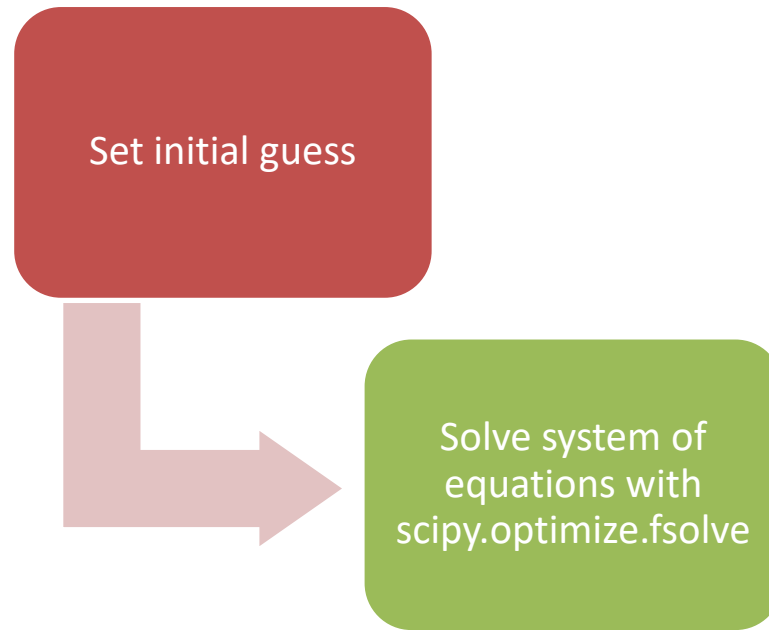 Set initial guess
Solve system of
equations with
scipy.optimize.fsolve